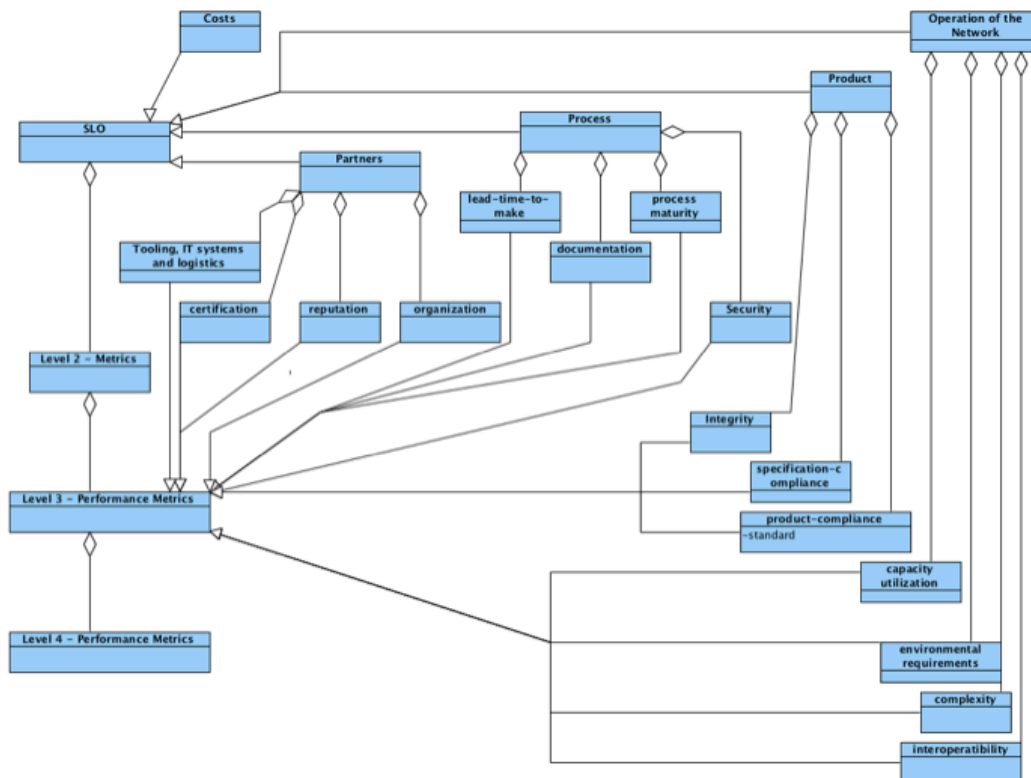 Costs
Operation of the
Network
Product
SLO
Process
Partners
lead-time-to-
make
process
maturity
Tooling, IT systems
and logistics
documentation
certification
reputation
organization
Security
Level 2 - Metrics
Integrity
specification-c
ompliance
Level 3 - Performance Metrics
product-compliance
-standard
capacity
utilization
Level 4 - Performance Metrics
environmental
requirements
complexity
interoperatibility